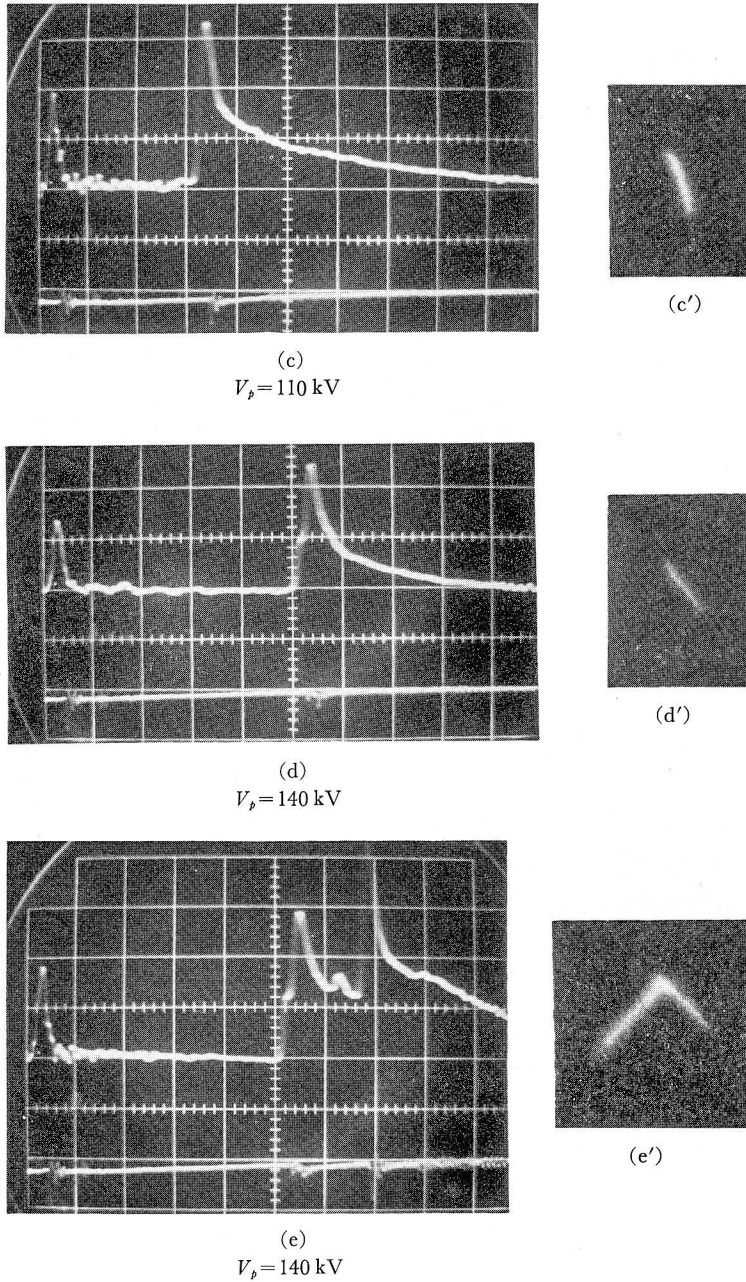 (c)
V_p = 110 kV
(c′)
(d)
V_p = 140 kV
(d′)
(e)
V_p = 140 kV
(e′)